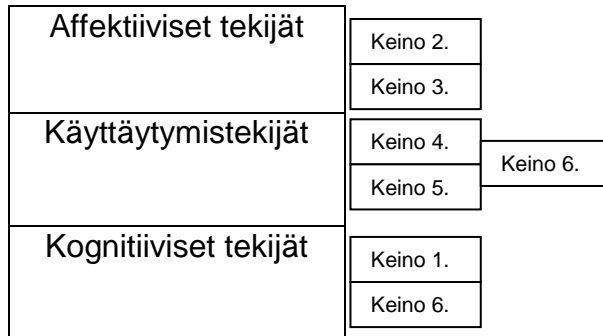 Affektiiviset tekijät
Keino 2.
Keino 3.
Käyttäytymistekijät
Keino 4.
Keino 5.
Keino 6.
Kognitiiviset tekijät
Keino 1.
Keino 6.